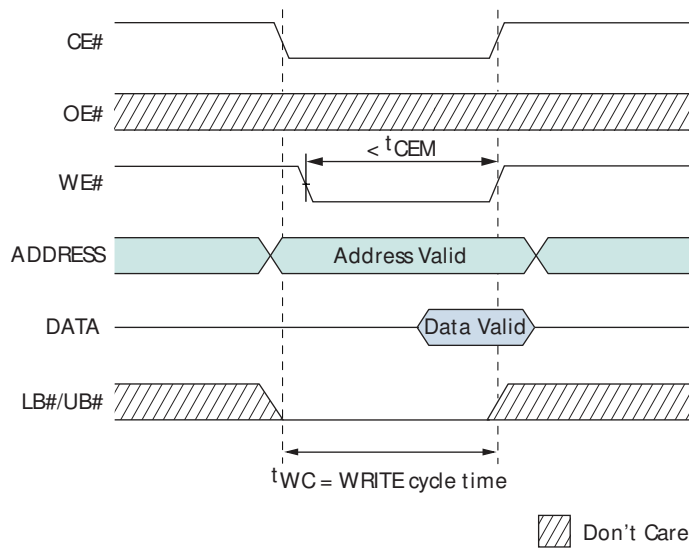 CE#
OE#
< tCEM
WE#
ADDRESS
Address Valid
DATA
Data Valid
LB#/UB#
tWC = WRITE cycle time
Don't Care